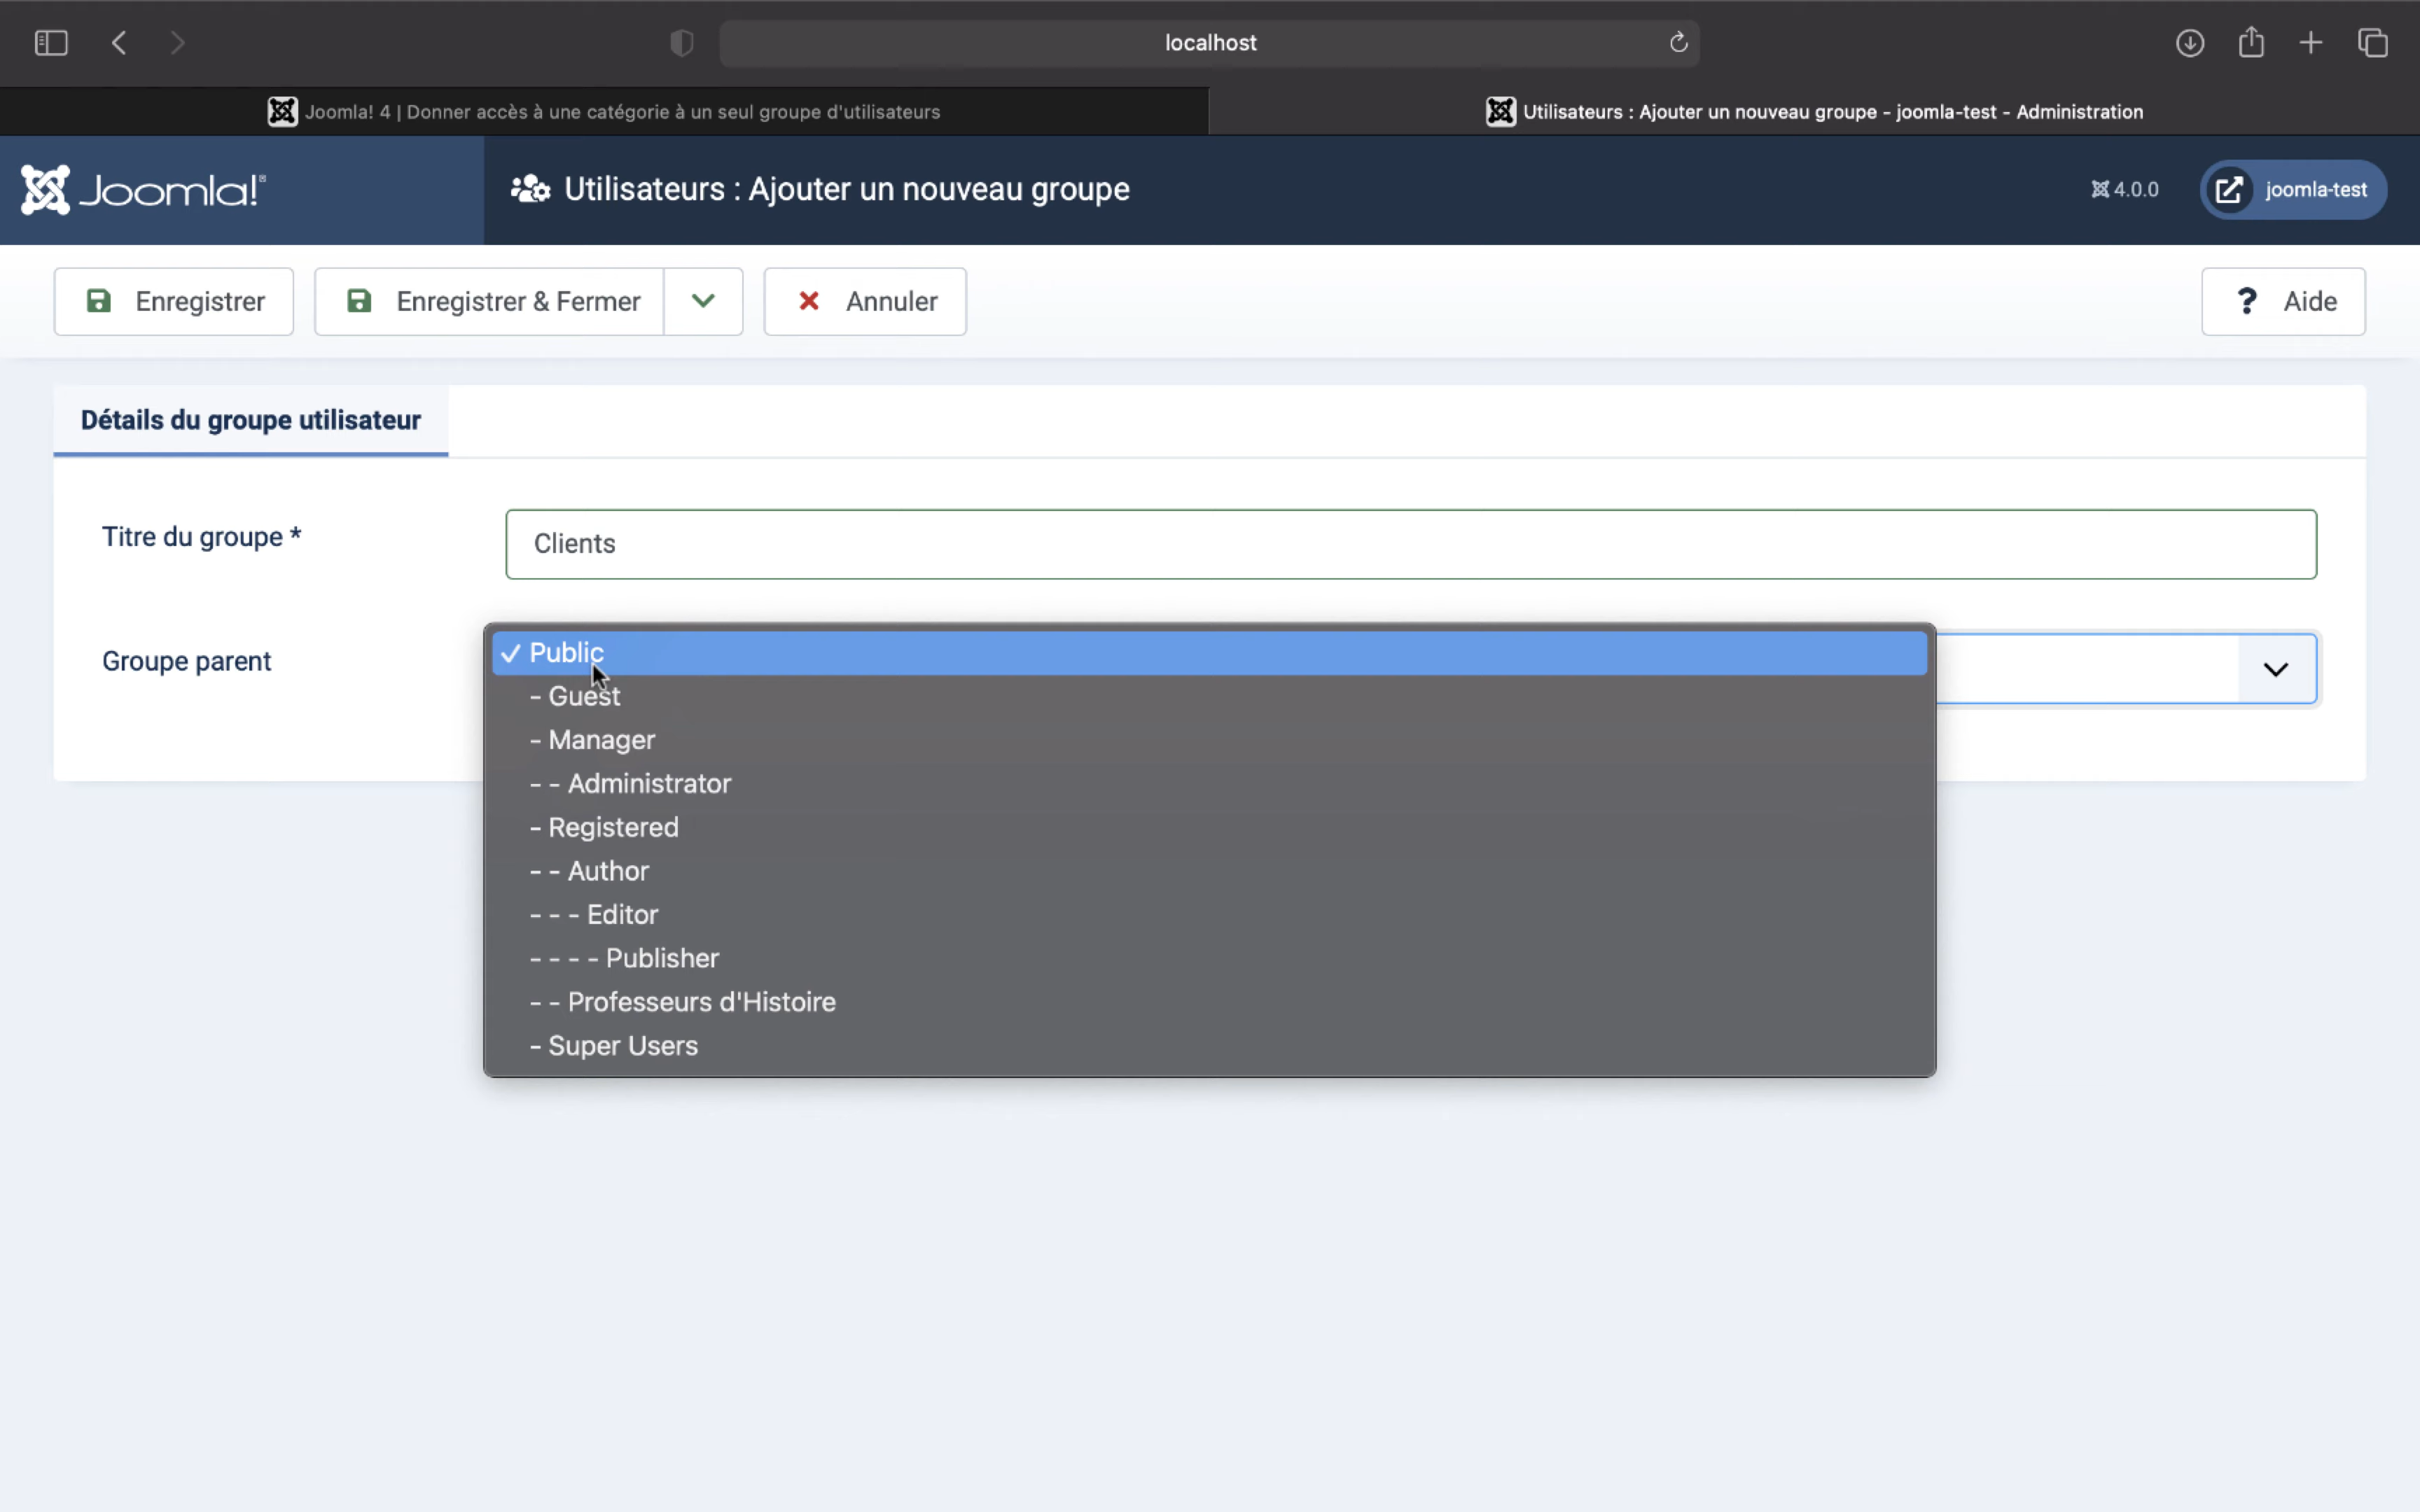 localhost
Joomla! 4 | Donner accès à une catégorie à un seul groupe d'utilisateurs
Utilisateurs : Ajouter un nouveau groupe - joomla-test - Administration
Joomla!®
Utilisateurs : Ajouter un nouveau groupe
4.0.0
joomla-test
Enregistrer
Enregistrer & Fermer
Annuler
? Aide
Détails du groupe utilisateur
Titre du groupe *
Clients
Groupe parent
✓ Public
- Guest
- Manager
- - Administrator
- Registered
- - Author
- - - Editor
- - - - Publisher
- - Professeurs d'Histoire
- Super Users